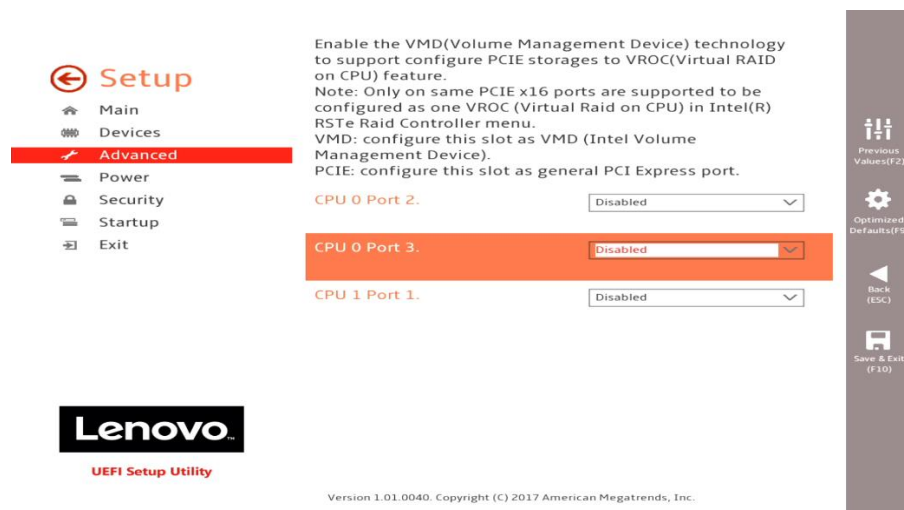 Setup
Main
Devices
Advanced
Power
Security
Startup
Exit
Lenovo™
UEFI Setup Utility
Enable the VMD(Volume Management Device) technology
to support configure PCIE storages to VROC(Virtual RAID
on CPU) feature.
Note: Only on same PCIE x16 ports are supported to be
configured as one VROC (Virtual Raid on CPU) in Intel(R)
RSTe Raid Controller menu.
VMD: configure this slot as VMD (Intel Volume
Management Device).
PCIE: configure this slot as general PCI Express port.
CPU 0 Port 2. Disabled
CPU 0 Port 3. Disabled
CPU 1 Port 1. Disabled
Version 1.01.0040. Copyright (C) 2017 American Megatrends, Inc.
Previous
Values(F2)
Optimized
Defaults(F9
Back
(ESC)
Save & Exit
(F10)